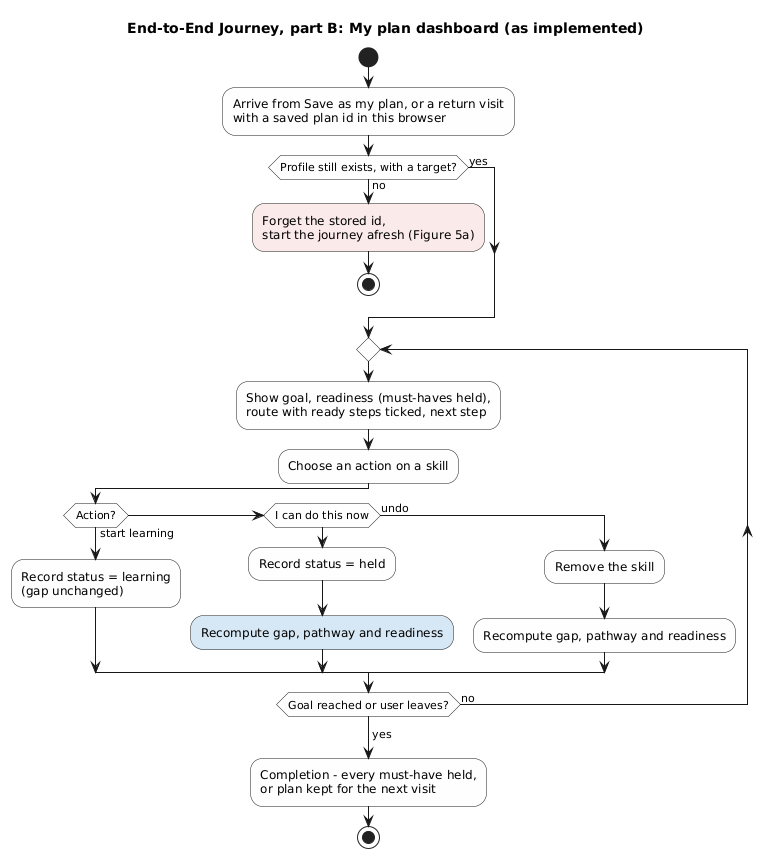 End-to-End Journey, part B: My plan dashboard (as implemented)
Arrive from Save as my plan, or a return visit
with a saved plan id in this browser
Profile still exists, with a target?
yes
no
Forget the stored id,
start the journey afresh (Figure 5a)
Show goal, readiness (must-haves held),
route with ready steps ticked, next step
Choose an action on a skill
Action?
I can do this now
undo
start learning
Record status = learning
(gap unchanged)
Record status = held
Remove the skill
Recompute gap, pathway and readiness
Recompute gap, pathway and readiness
Goal reached or user leaves?
no
yes
Completion - every must-have held,
or plan kept for the next visit